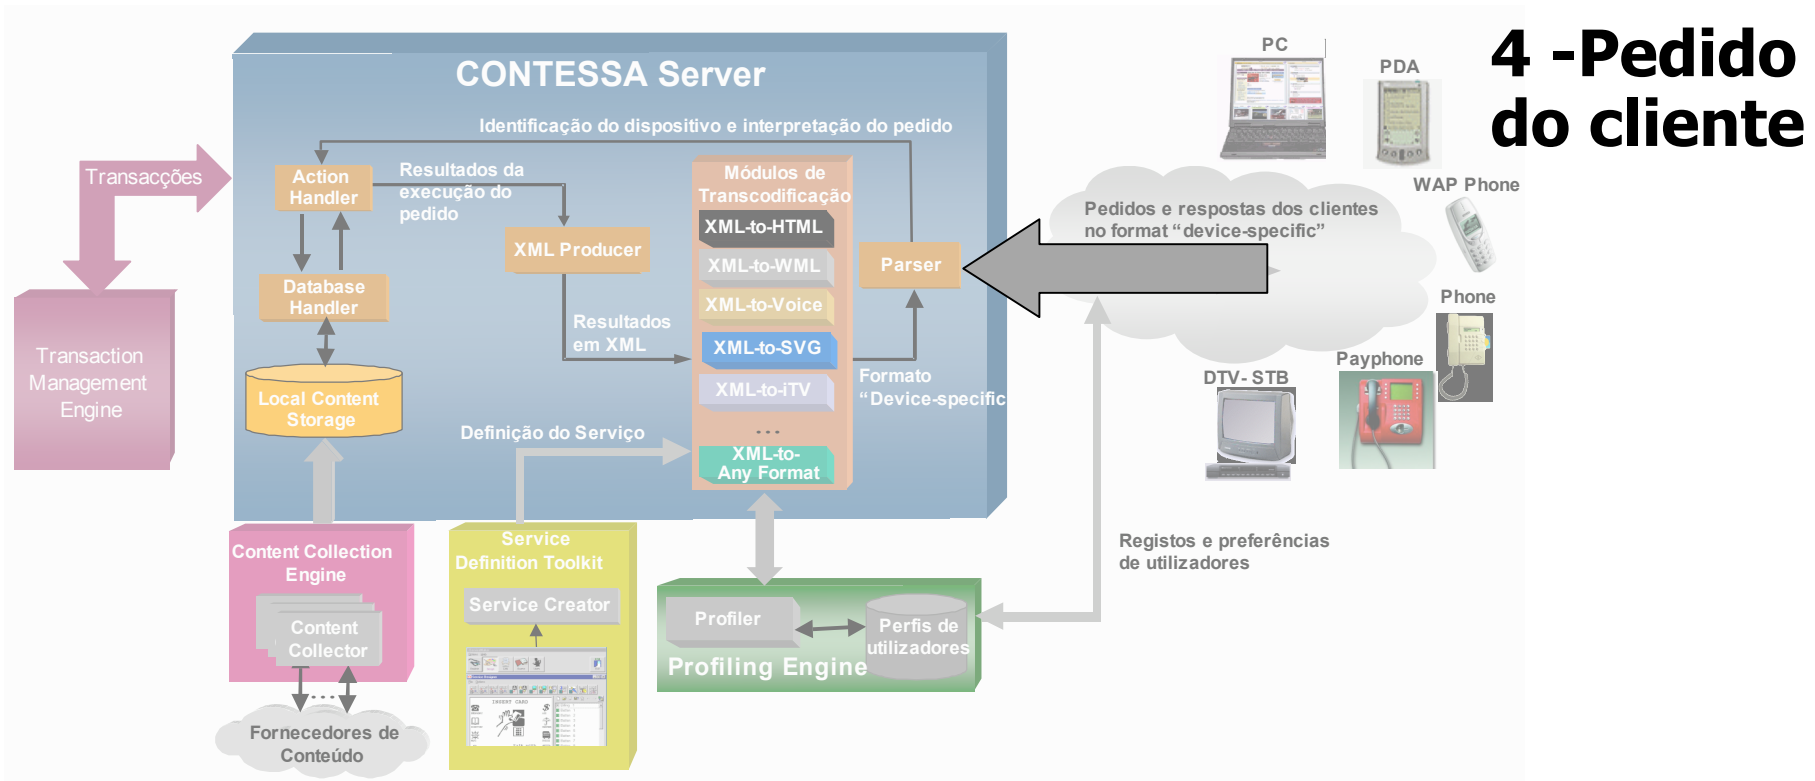 4 -Pedido
do cliente
CONTESSA Server
Identificação do dispositivo e interpretação do pedido
Transacções
Action
Handler
Resultados da
execução do
pedido
XML Producer
Database
Handler
Resultados
em XML
Local Content
Storage
Definição do Serviço
Módulos de
Transcodificação
XML-to-HTML
XML-to-WML
XML-to-Voice
XML-to-SVG
XML-to-iTV
...
XML-to-
Any Format
Parser
Formato
“Device-specific
Transaction
Management
Engine
PC
PDA
WAP Phone
Pedidos e respostas dos clientes
no format “device-specific”
Phone
Payphone
DTV- STB
Registos e preferências
de utilizadores
Content Collection
Engine
Content
Collector
....
Fornecedores de
Conteúdo
Service
Definition Toolkit
Service Creator
INSERT CARD
Profiler
Perfis de
utilizadores
Profiling Engine